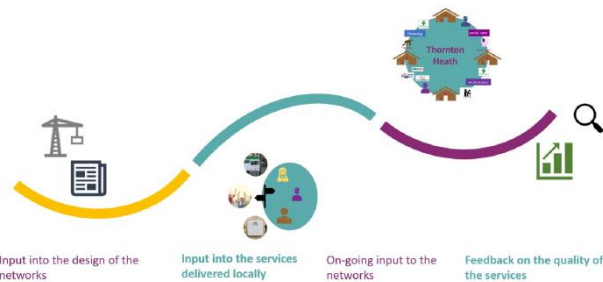 Thornton
Heath
Input into the design of the
networks
Input into the services
delivered locally
On-going input to the
networks
Feedback on the quality of
the services